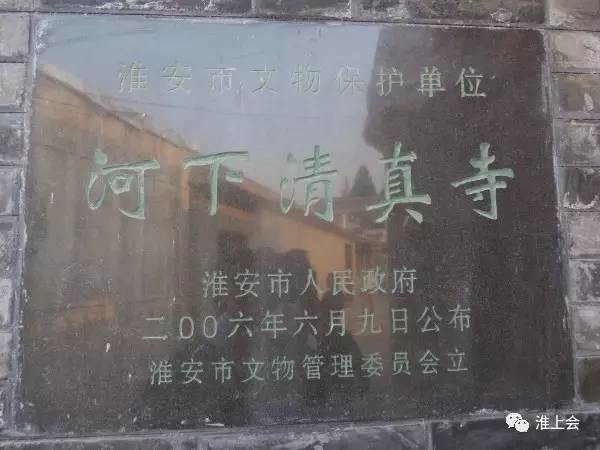 淮安市文物保护单位
河下清真寺
淮安市人民政府
二〇〇六年六月九日公布
淮安市文物管理委员会立
淮上会